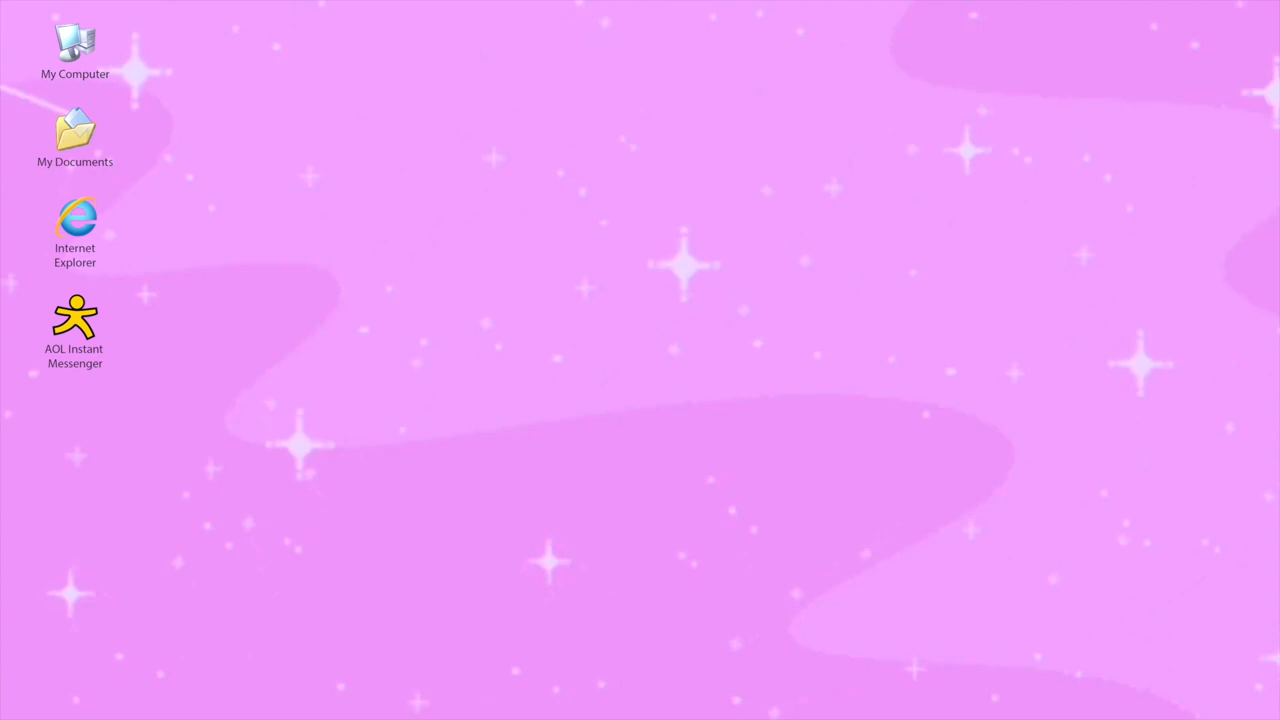 My Computer
My Documents
Internet
Explorer
AOL Instant
Messenger